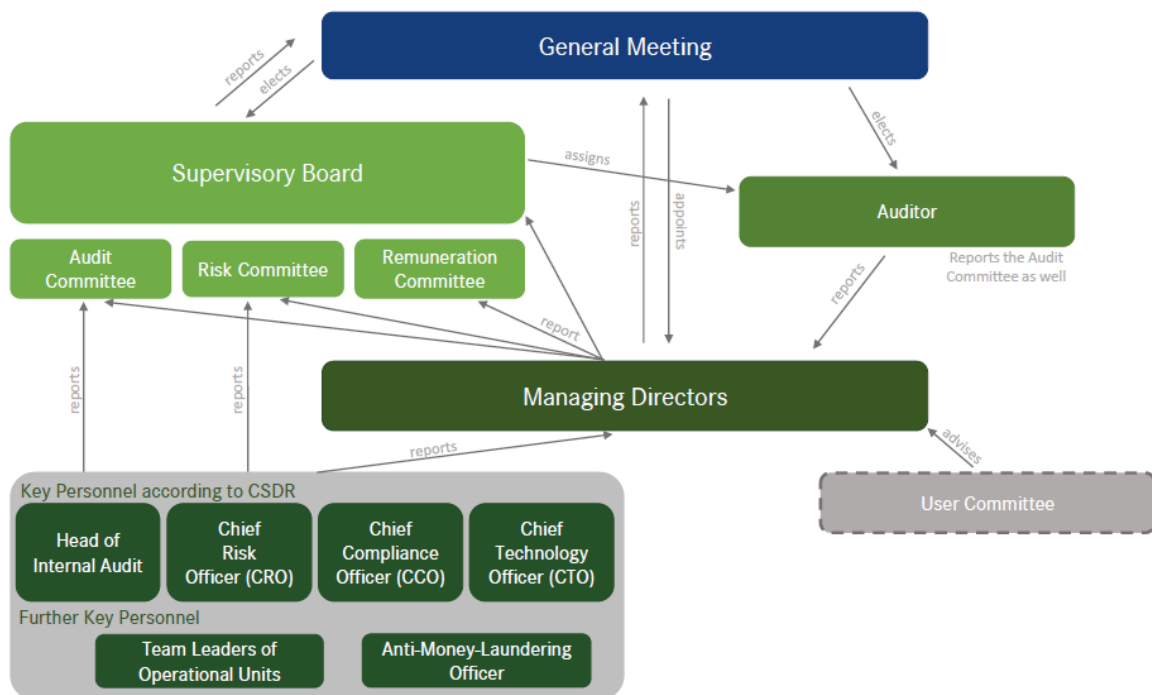 General Meeting
reports
elects
elects
Supervisory Board
assigns
reports
appoints
Auditor
Reports the Audit
Committee as well
Audit
Committee
Risk Committee
Remuneration
Committee
reports
report
Managing Directors
reports
reports
reports
advises
User Committee
Key Personnel according to CSDR
Head of
Internal Audit
Chief
Risk
Officer (CRO)
Chief
Compliance
Officer (CCO)
Chief
Technology
Officer (CTO)
Further Key Personnel
Team Leaders of
Operational Units
Anti-Money-Laundering
Officer